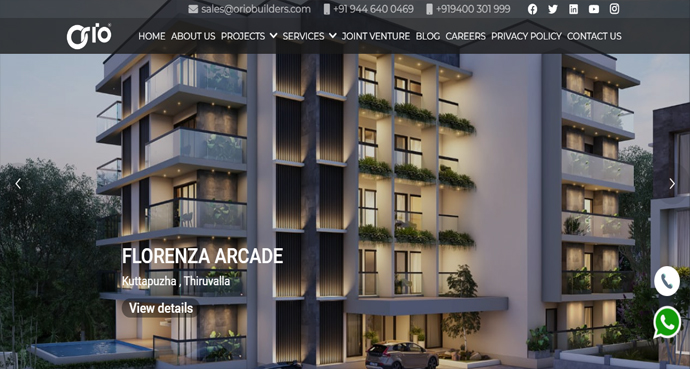 sales@oriobuilders.com +91 944 640 0469 +919400 301 999
Orio
HOME ABOUT US PROJECTS SERVICES JOINT VENTURE BLOG CAREERS PRIVACY POLICY CONTACT US
FLORENZA ARCADE
Kuttapuzha , Thiruvalla
View details